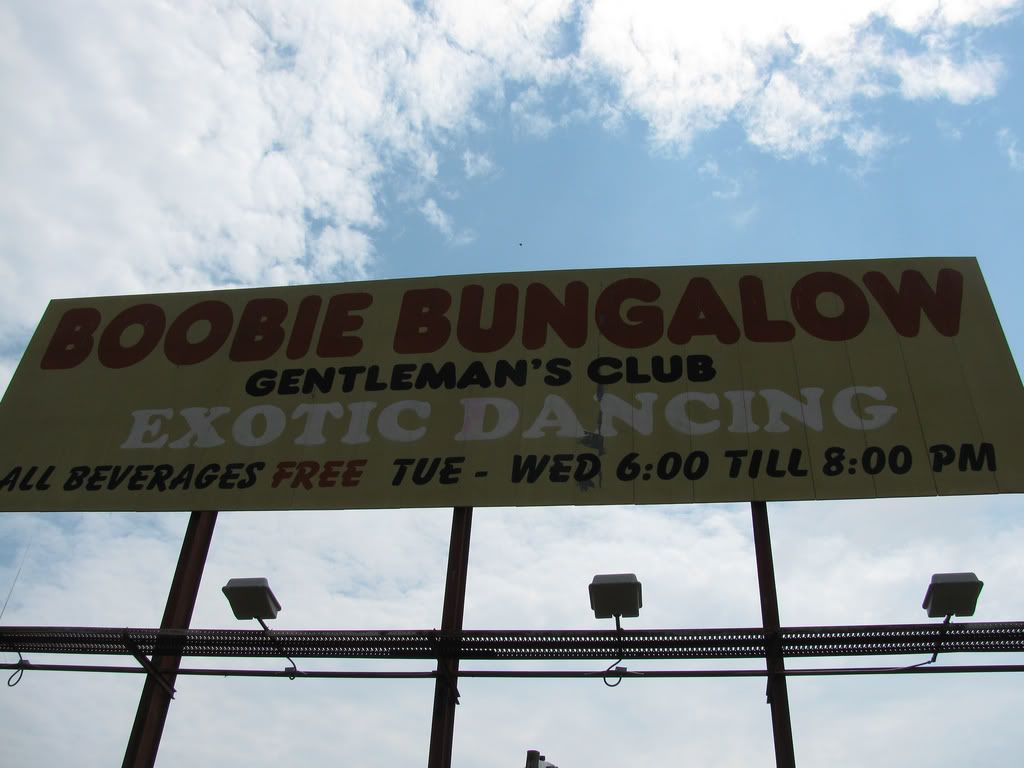 BOOBIE BUNGALOW
GENTLEMAN'S CLUB
EXOTIC DANCING
ALL BEVERAGES FREE TUE - WED 6:00 TILL 8:00 PM